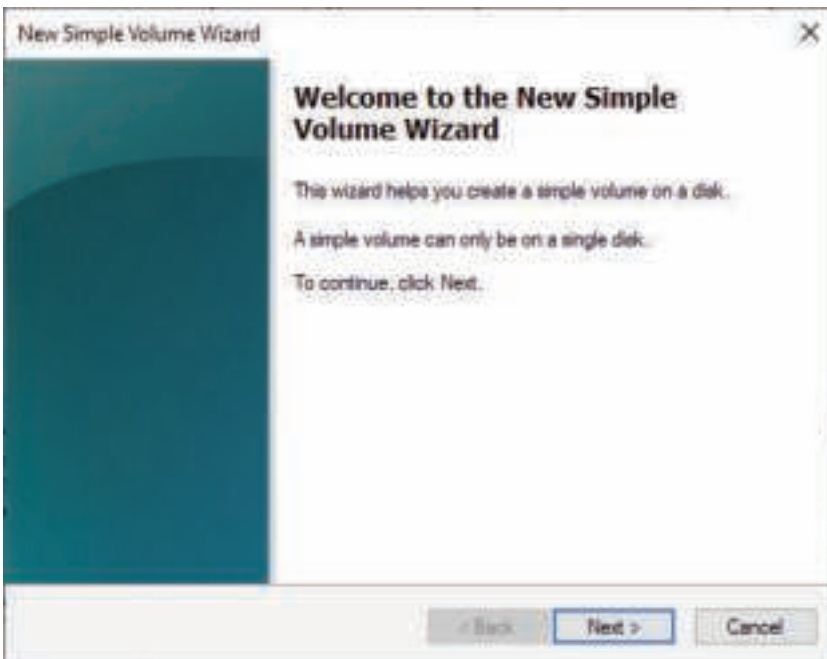 New Simple Volume Wizard
Welcome to the New Simple
Volume Wizard
This wizard helps you create a simple volume on a disk.
A simple volume can only be on a single disk.
To continue, click Next.
< Back
Next >
Cancel